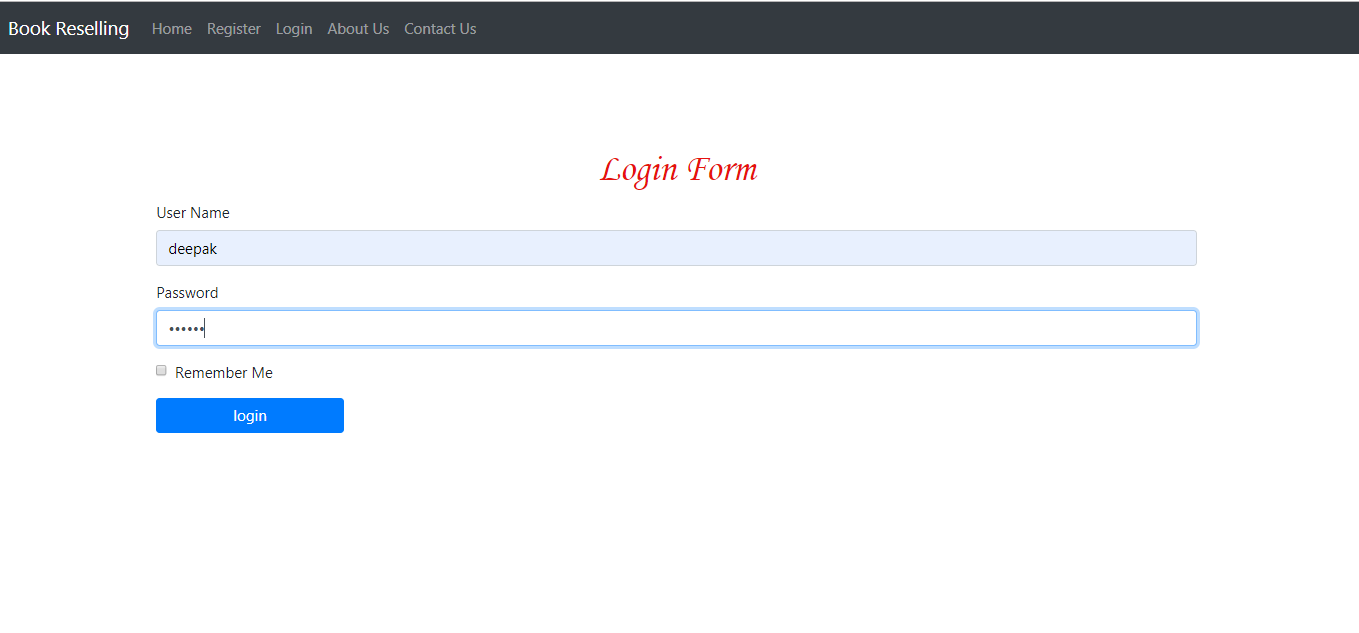 Book Reselling Home Register Login About Us Contact Us
Login Form
User Name
deepak
Password
••••••
Remember Me
login